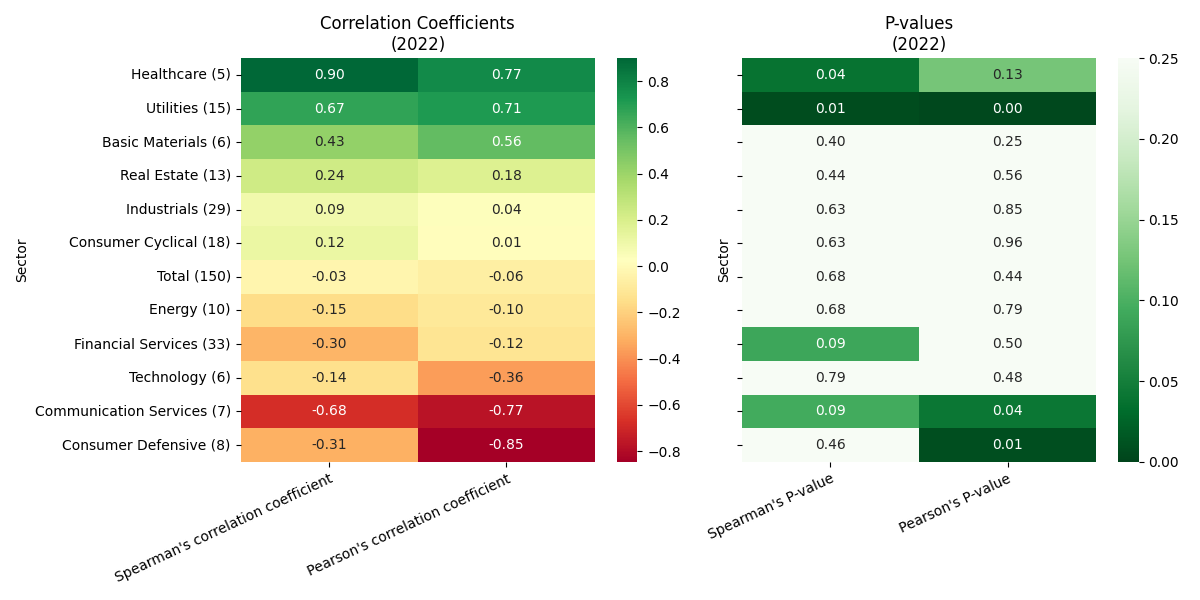 Correlation Coefficients
(2022)
P-values
(2022)
Sector
Healthcare (5) 0.90 0.77
Utilities (15) 0.67 0.71
Basic Materials (6) 0.43 0.56
Real Estate (13) 0.24 0.18
Industrials (29) 0.09 0.04
Consumer Cyclical (18) 0.12 0.01
Total (150) -0.03 -0.06
Energy (10) -0.15 -0.10
Financial Services (33) -0.30 -0.12
Technology (6) -0.14 -0.36
Communication Services (7) -0.68 -0.77
Consumer Defensive (8) -0.31 -0.85
Spearman's correlation coefficient
Pearson's correlation coefficient
0.8
0.6
0.4
0.2
0.0
−0.2
−0.4
−0.6
−0.8
Sector
0.04 0.13
0.01 0.00
0.40 0.25
0.44 0.56
0.63 0.85
0.63 0.96
0.68 0.44
0.68 0.79
0.09 0.50
0.79 0.48
0.09 0.04
0.46 0.01
Spearman's P-value
Pearson's P-value
0.25
0.20
0.15
0.10
0.05
0.00